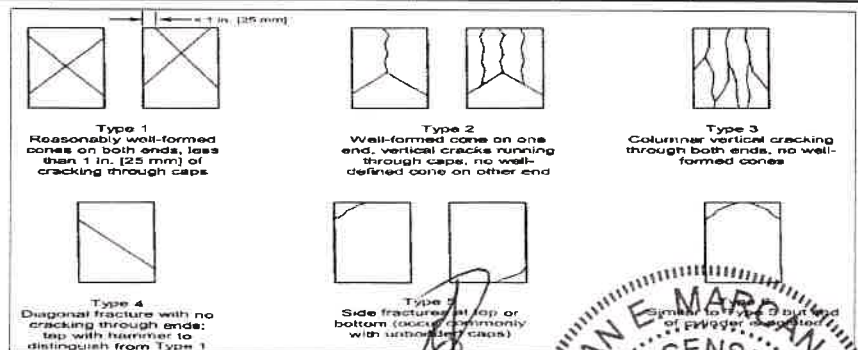 < 1 in. [25 mm]
Type 1
Reasonably well-formed
cones on both ends, less
than 1 in. [25 mm] of
cracking through caps
Type 2
Well-formed cone on one
end, vertical cracks running
through caps, no well-
defined cone on other end
Type 3
Columnar vertical cracking
through both ends, no well-
formed cones
Type 4
Diagonal fracture with no
cracking through ends;
tap with hammer to
distinguish from Type 1
Type 5
Side fractures at top or
bottom (occur commonly
with unbonded caps)
Similar to Type 5 but end
of cylinder is pointed
E. MARCAN
CENS